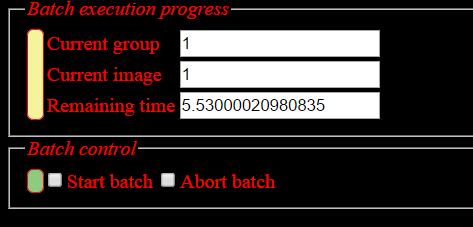 Batch execution progress
Current group 1
Current image 1
Remaining time 5.53000020980835
Batch control
Start batch Abort batch